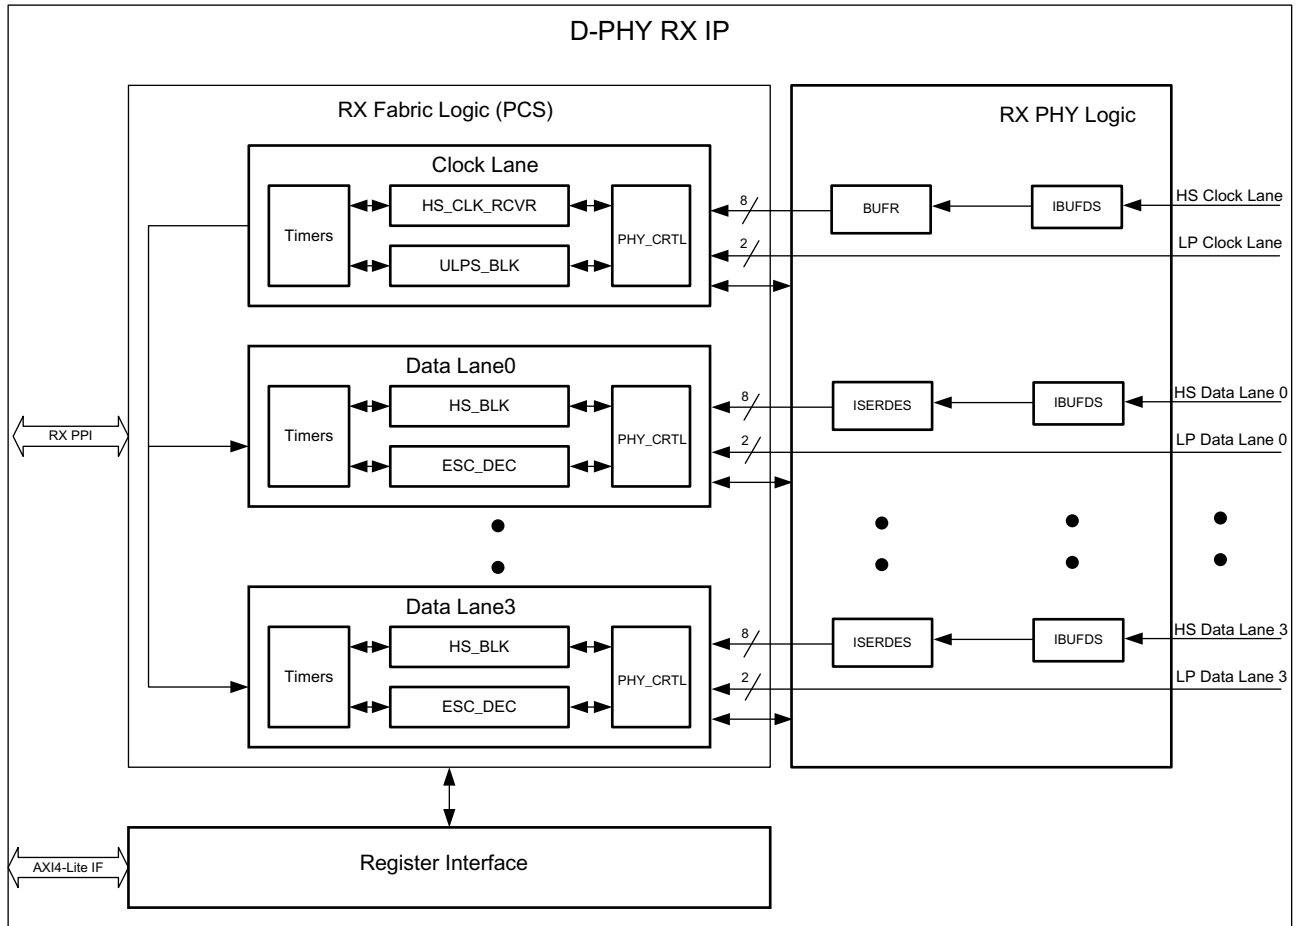 D-PHY RX IP
RX Fabric Logic (PCS)
RX PHY Logic
Clock Lane
Timers
HS_CLK_RCVR
ULPS_BLK
PHY_CRTL
8
2
BUFR
IBUFDS
HS Clock Lane
LP Clock Lane
Data Lane0
Timers
HS_BLK
ESC_DEC
PHY_CRTL
8
2
ISERDES
IBUFDS
HS Data Lane 0
LP Data Lane 0
RX PPI
Data Lane3
Timers
HS_BLK
ESC_DEC
PHY_CRTL
8
2
ISERDES
IBUFDS
HS Data Lane 3
LP Data Lane 3
AXI4-Lite IF
Register Interface